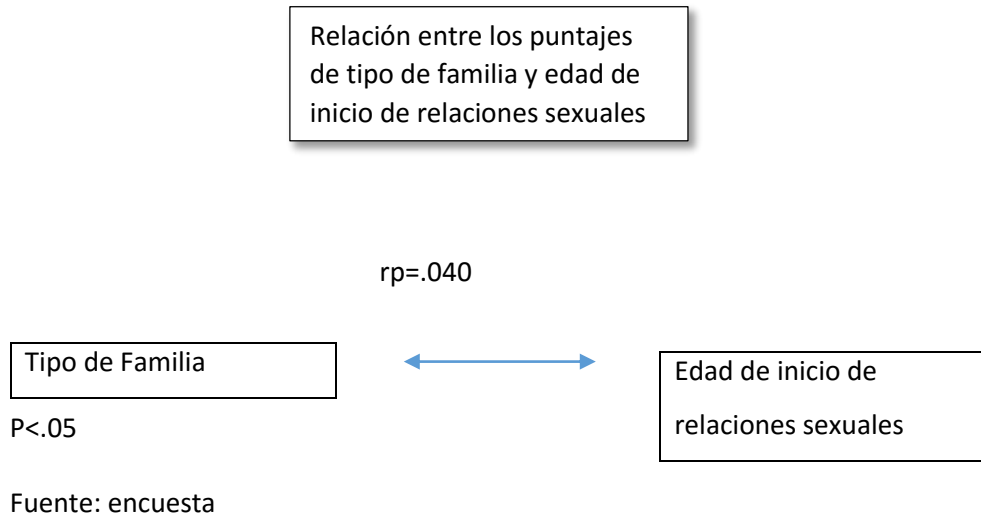 Relación entre los puntajes
de tipo de familia y edad de
inicio de relaciones sexuales
rp=.040
Tipo de Familia
Edad de inicio de
relaciones sexuales
P<.05
Fuente: encuesta